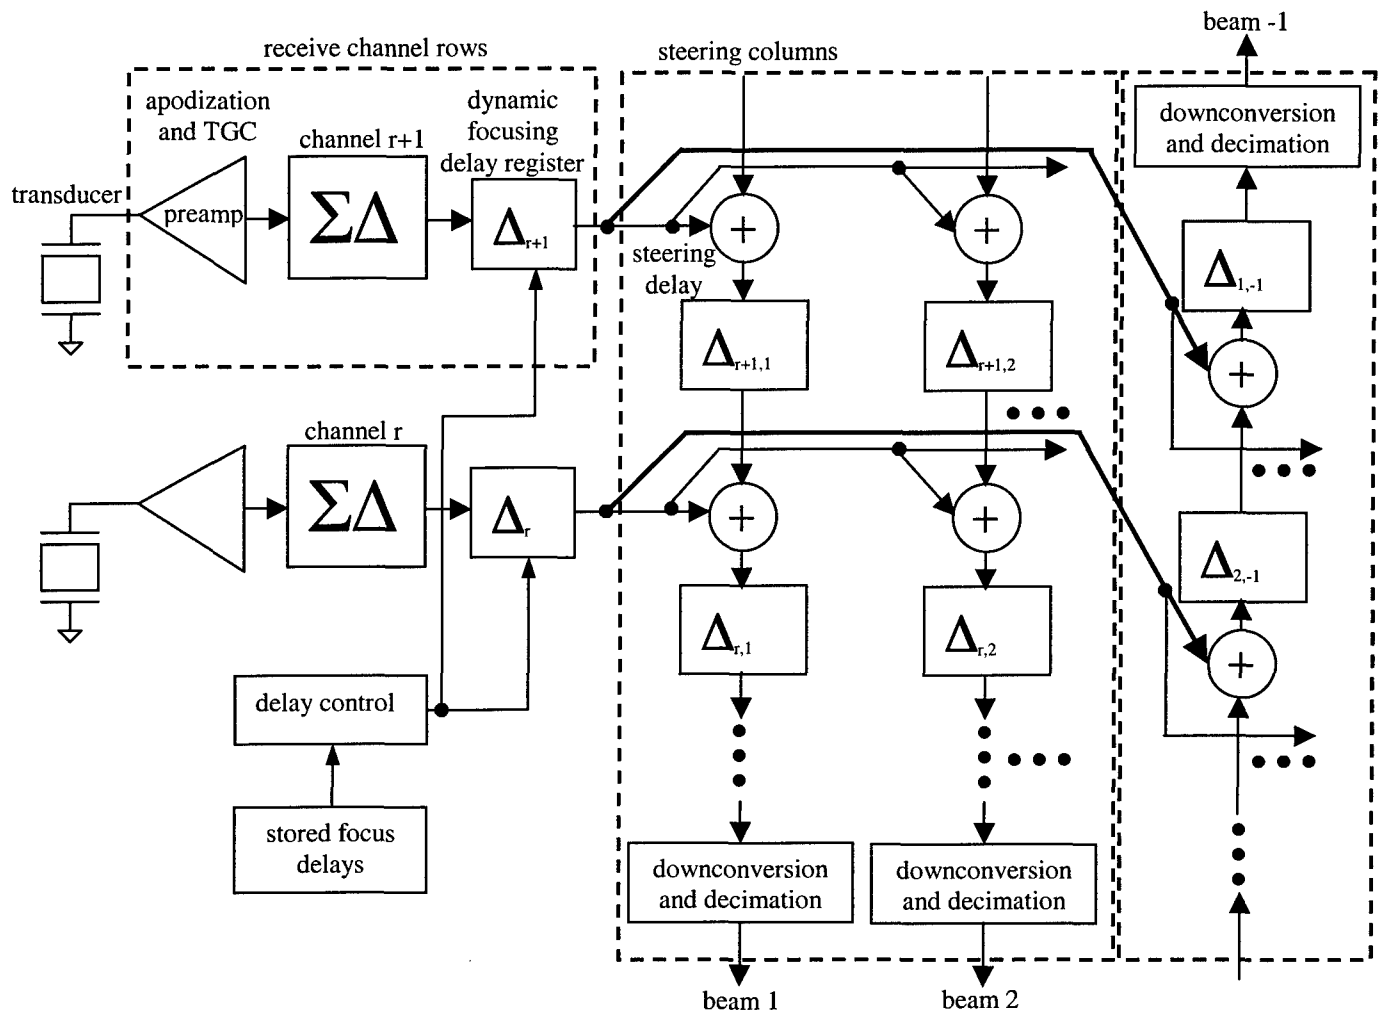 beam -1
receive channel rows
steering columns
apodization
and TGC
dynamic
focusing
delay register
channel r+1
downconversion
and decimation
transducer
preamp
ΣΔ
Δr+1
+
+
steering
delay
Δ1,-1
Δr+1,1
Δr+1,2
+
channel r
ΣΔ
Δr
+
+
Δ2,-1
Δr,1
Δr,2
+
delay control
stored focus
delays
downconversion
and decimation
downconversion
and decimation
beam 1
beam 2